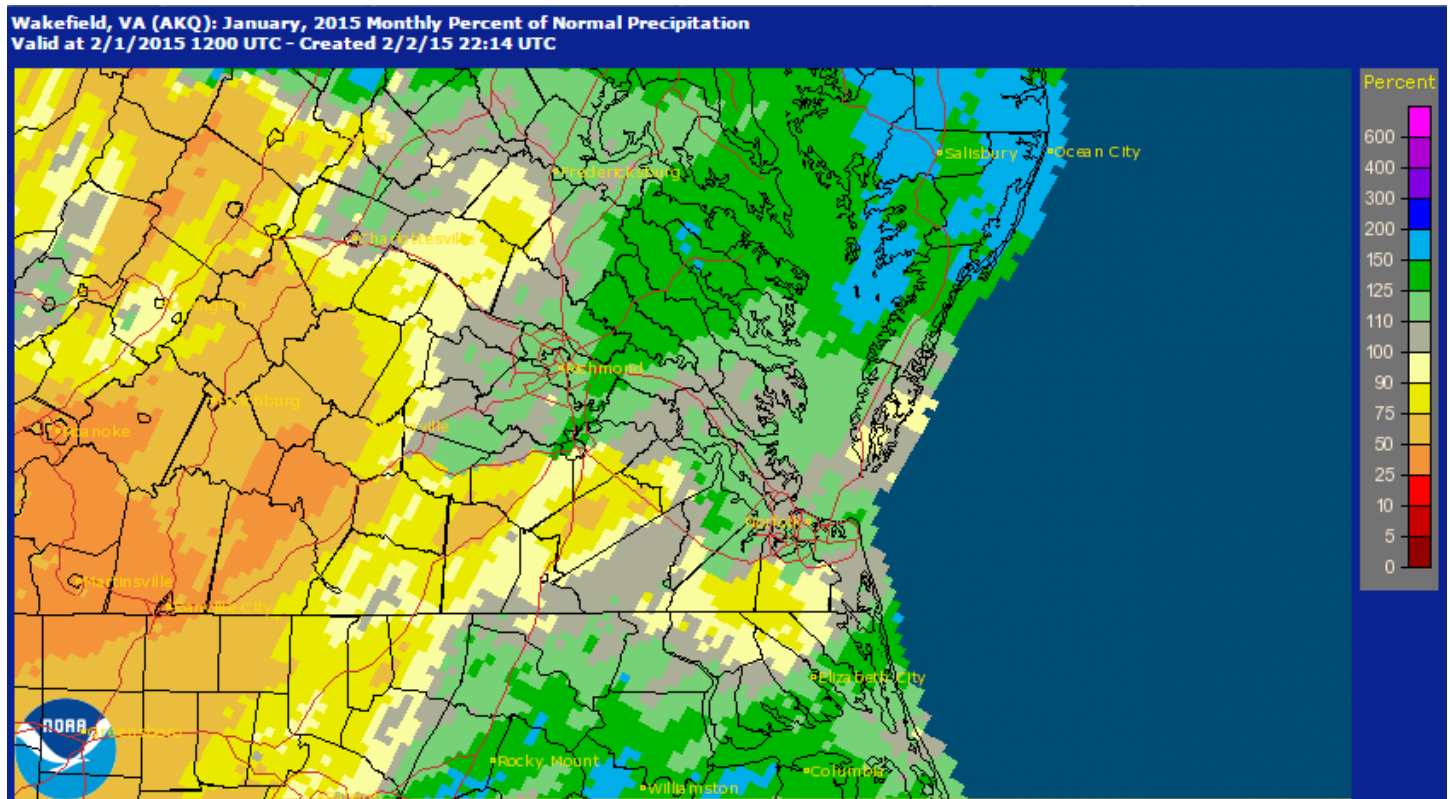 Wakefield, VA (AKQ): January, 2015 Monthly Percent of Normal Precipitation
Valid at 2/1/2015 1200 UTC - Created 2/2/15 22:14 UTC
Percent
600
400
300
200
150
125
110
100
90
75
50
25
10
5
0
Salisbury
Ocean City
Fredericksburg
Charlottesville
Richmond
Lynchburg
Roanoke
Norfolk
Martinsville
Danville City
Elizabeth City
NOAA
Greensboro
Rocky Mount
Columbia
Williamston